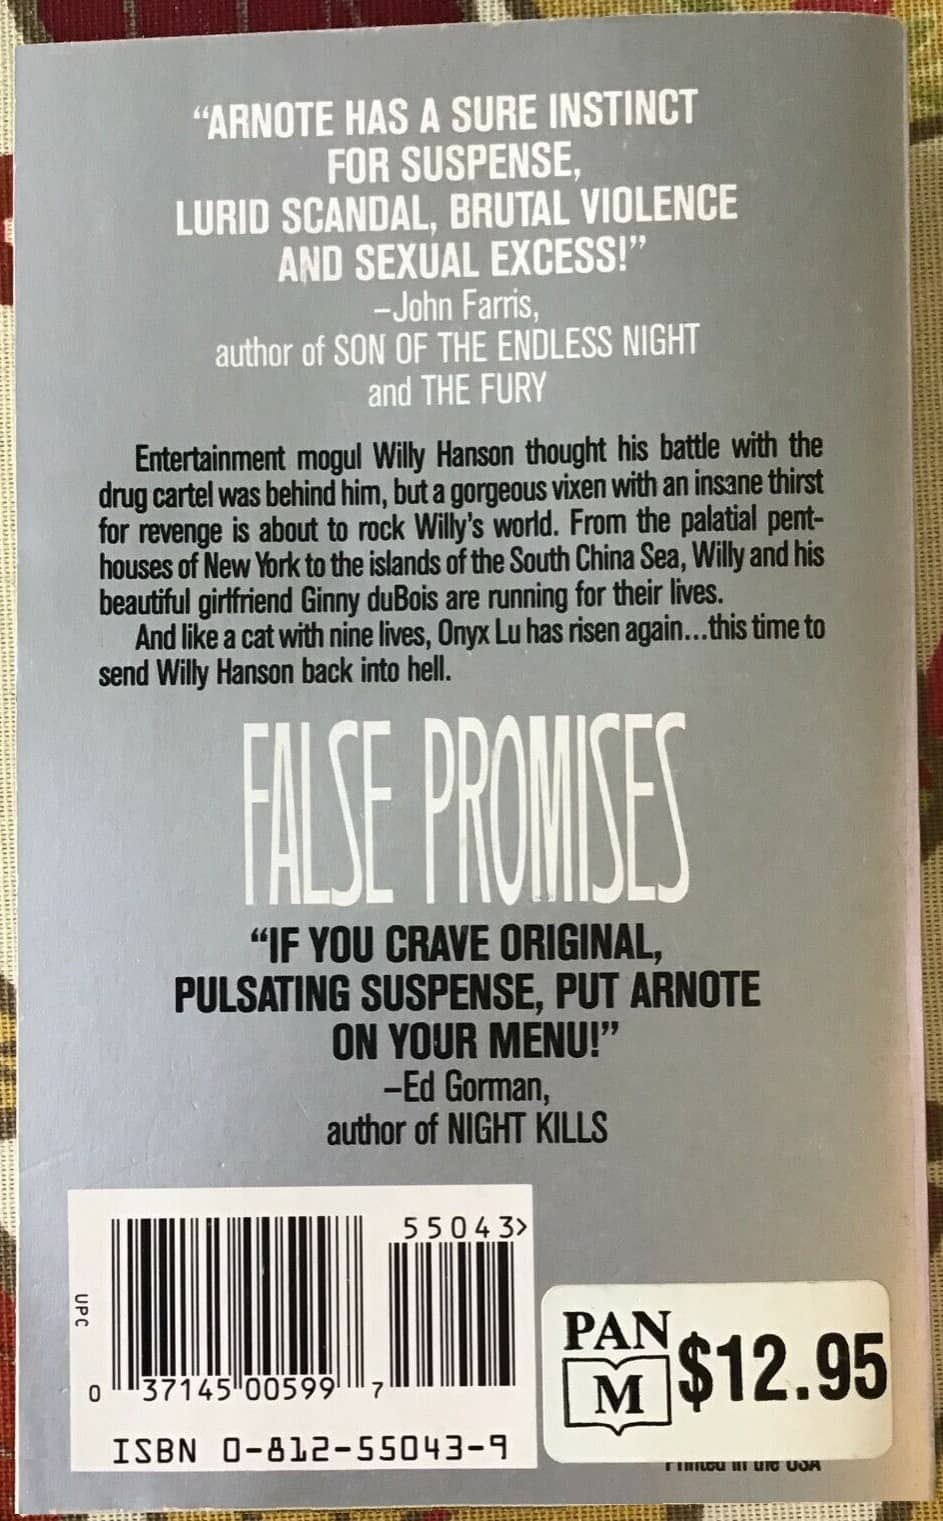 “ARNOTE HAS A SURE INSTINCT
FOR SUSPENSE,
LURID SCANDAL, BRUTAL VIOLENCE
AND SEXUAL EXCESS!”
–John Farris,
author of SON OF THE ENDLESS NIGHT
and THE FURY
Entertainment mogul Willy Hanson thought his battle with the
drug cartel was behind him, but a gorgeous vixen with an insane thirst
for revenge is about to rock Willy's world. From the palatial pent-
houses of New York to the islands of the South China Sea, Willy and his
beautiful girlfriend Ginny duBois are running for their lives.
And like a cat with nine lives, Onyx Lu has risen again...this time to
send Willy Hanson back into hell.
FALSE PROMISES
“IF YOU CRAVE ORIGINAL,
PULSATING SUSPENSE, PUT ARNOTE
ON YOUR MENU!”
–Ed Gorman,
author of NIGHT KILLS
55043>
UPC
0 37145 00599 7
ISBN 0-812-55043-9
PAN
M
$12.95
Printed in the USA